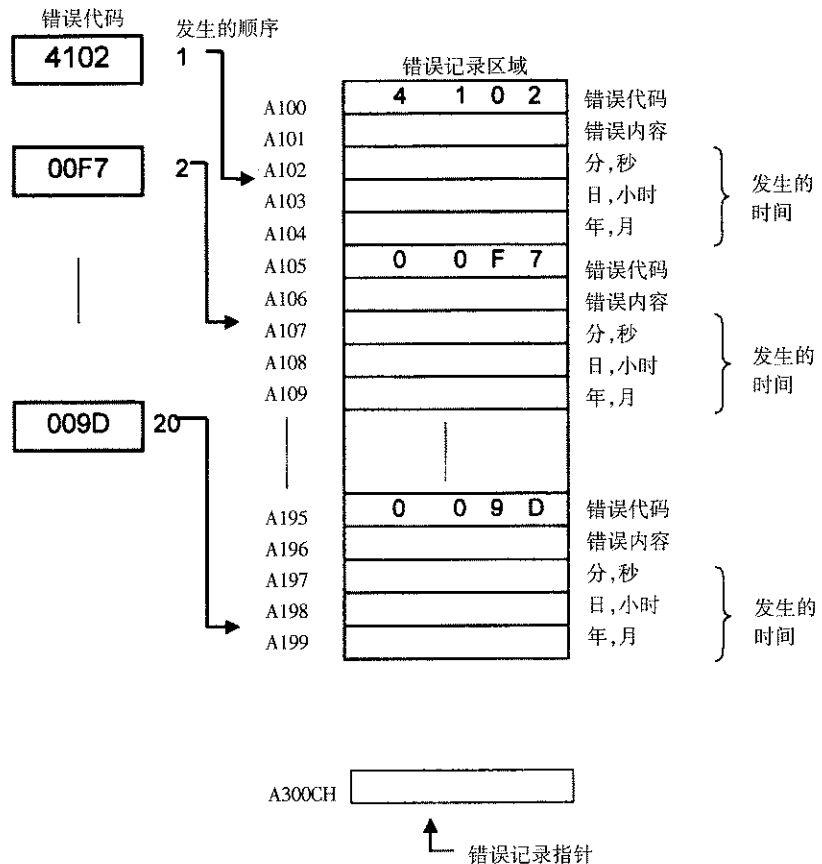 错误代码
发生的顺序
4102
1
错误记录区域
A100 4 1 0 2 错误代码
A101 错误内容
00F7
2
A102 分,秒
A103 日,小时
A104 年,月
发生的
时间
A105 0 0 F 7 错误代码
A106 错误内容
A107 分,秒
A108 日,小时
A109 年,月
发生的
时间
009D
20
A195 0 0 9 D 错误代码
A196 错误内容
A197 分,秒
A198 日,小时
A199 年,月
发生的
时间
A300CH
错误记录指针